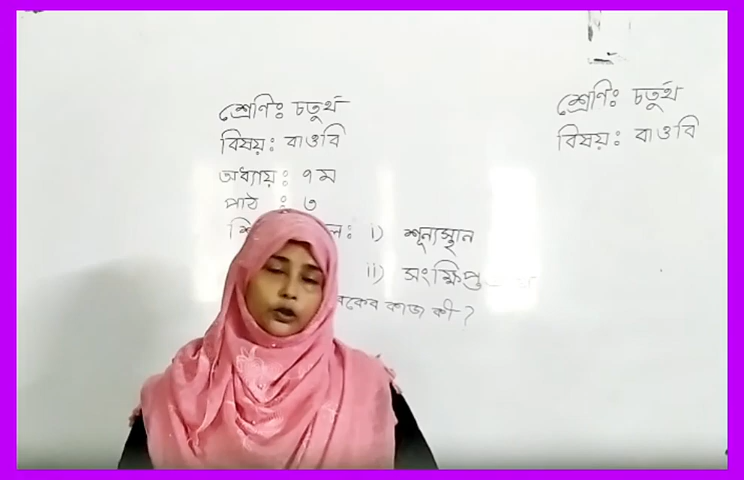 শ্রেণিঃ চতুর্থ
বিষয়ঃ বাওবি
অধ্যায়ঃ ৭ম
পাঠ ঃ ৩
i) শূন্যস্থান
ii) সংক্ষিপ্ত
কাজ কী?
শ্রেণিঃ চতুর্থ
বিষয়ঃ বাওবি